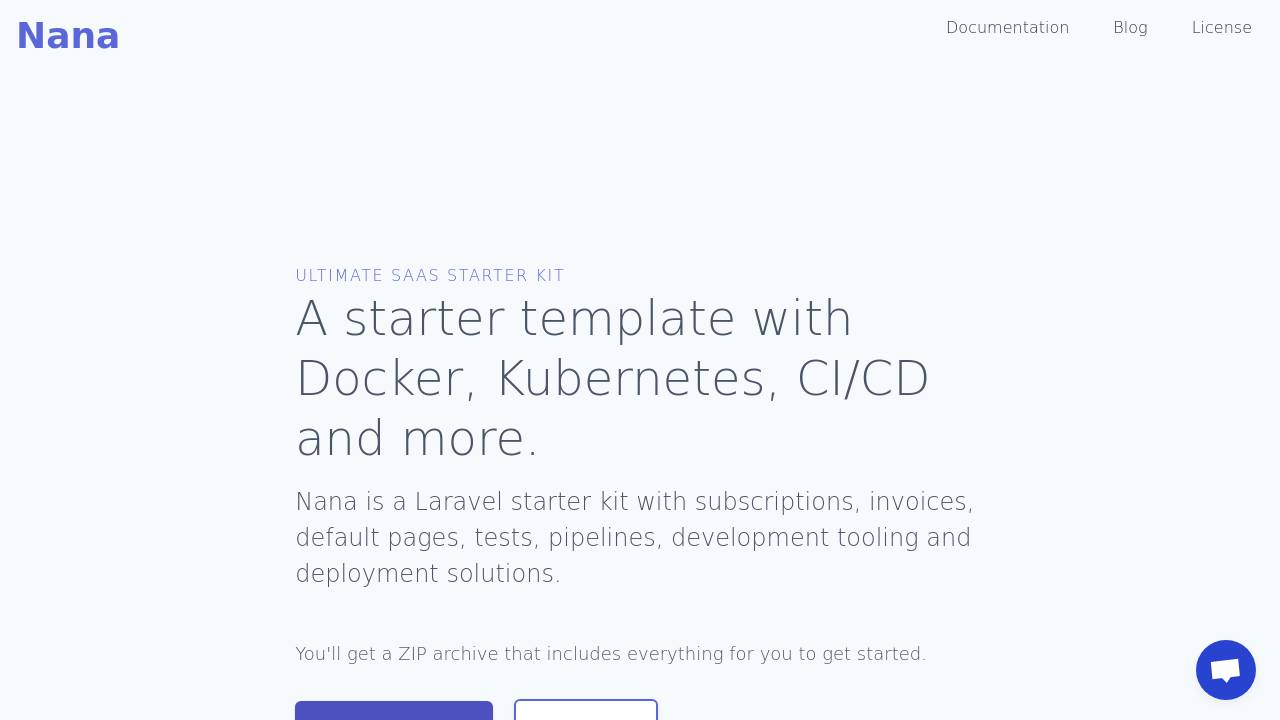 Nana
Documentation
Blog
License
ULTIMATE SAAS STARTER KIT
A starter template with
Docker, Kubernetes, CI/CD
and more.
Nana is a Laravel starter kit with subscriptions, invoices,
default pages, tests, pipelines, development tooling and
deployment solutions.
You'll get a ZIP archive that includes everything for you to get started.